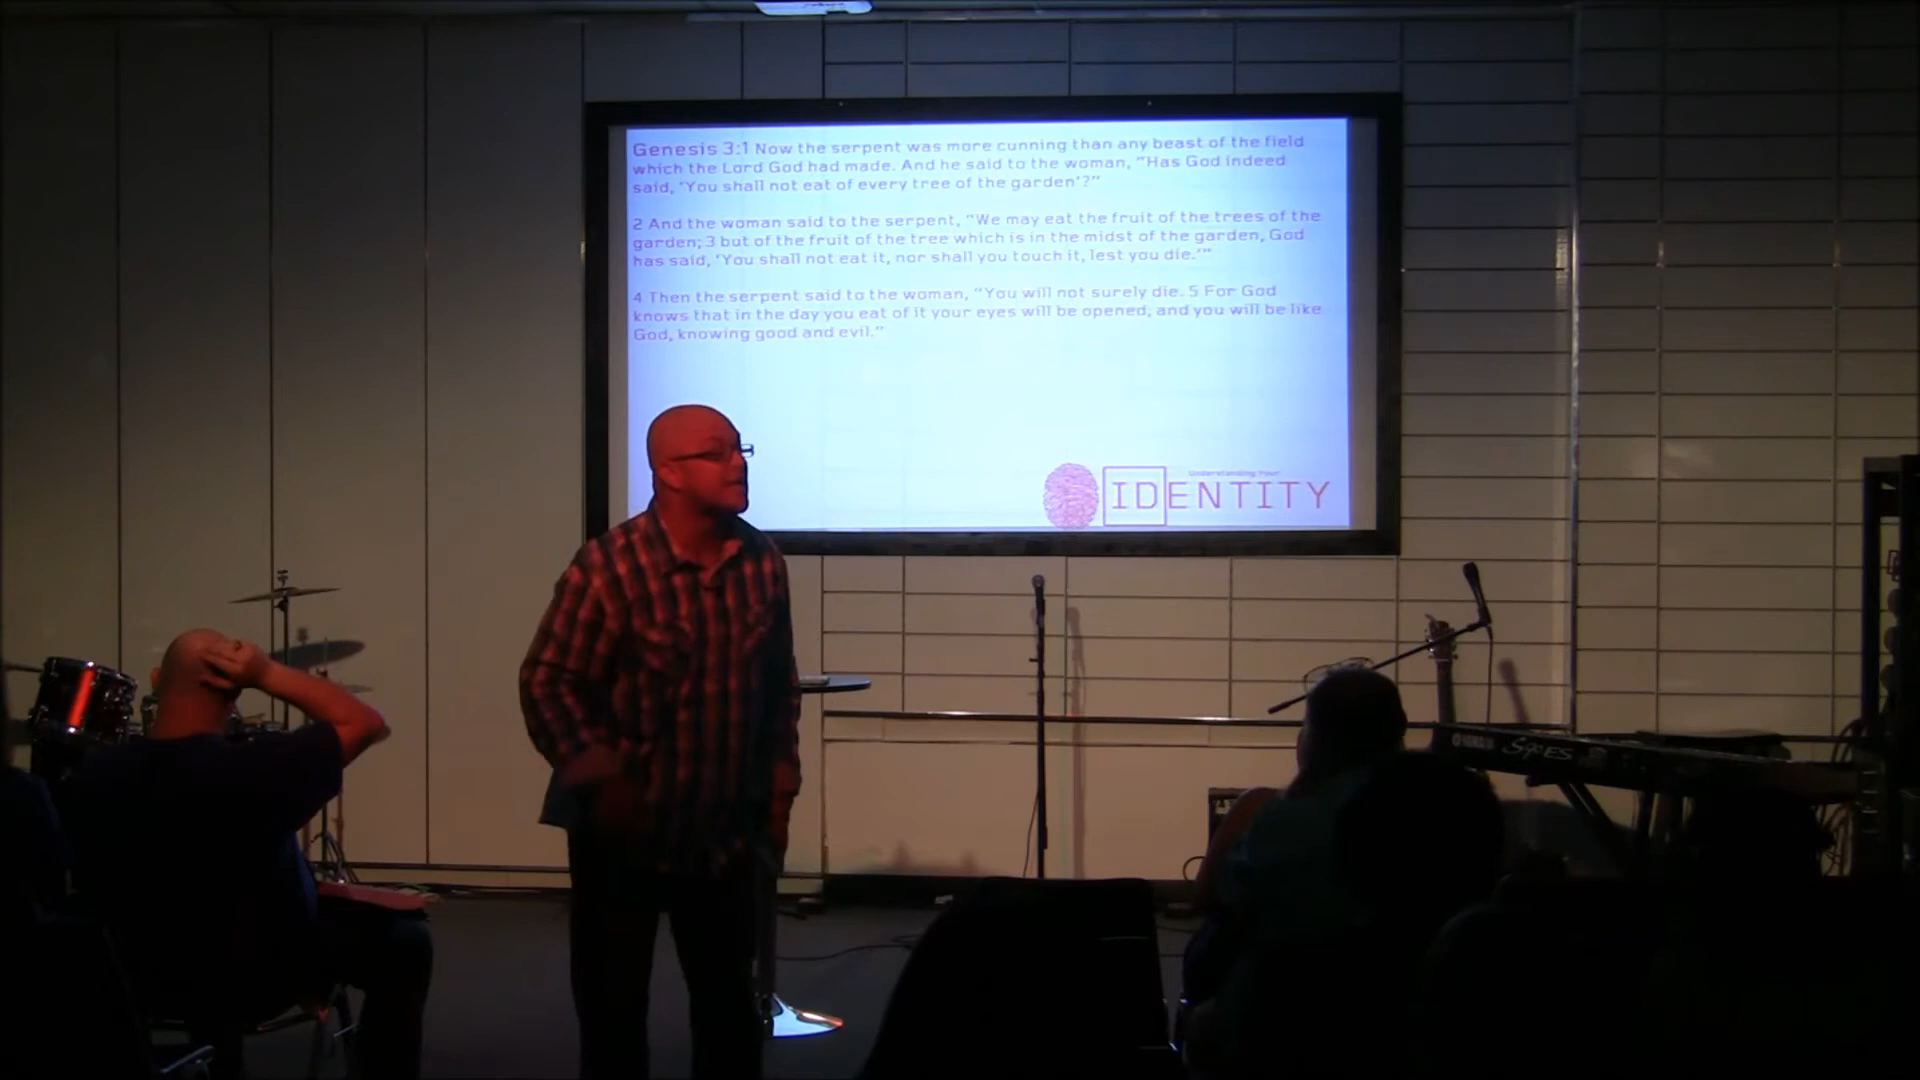 Genesis 3:1 Now the serpent was more cunning than any beast of the field
which the Lord God had made. And he said to the woman, “Has God indeed
said, ‘You shall not eat of every tree of the garden’?”
2 And the woman said to the serpent, “We may eat the fruit of the trees of the
garden; 3 but of the fruit of the tree which is in the midst of the garden, God
has said, ‘You shall not eat it, nor shall you touch it, lest you die.’”
4 Then the serpent said to the woman, “You will not surely die. 5 For God
knows that in the day you eat of it your eyes will be opened, and you will be like
God, knowing good and evil.”
Understanding Your
IDENTITY
YAMAHA S90ES